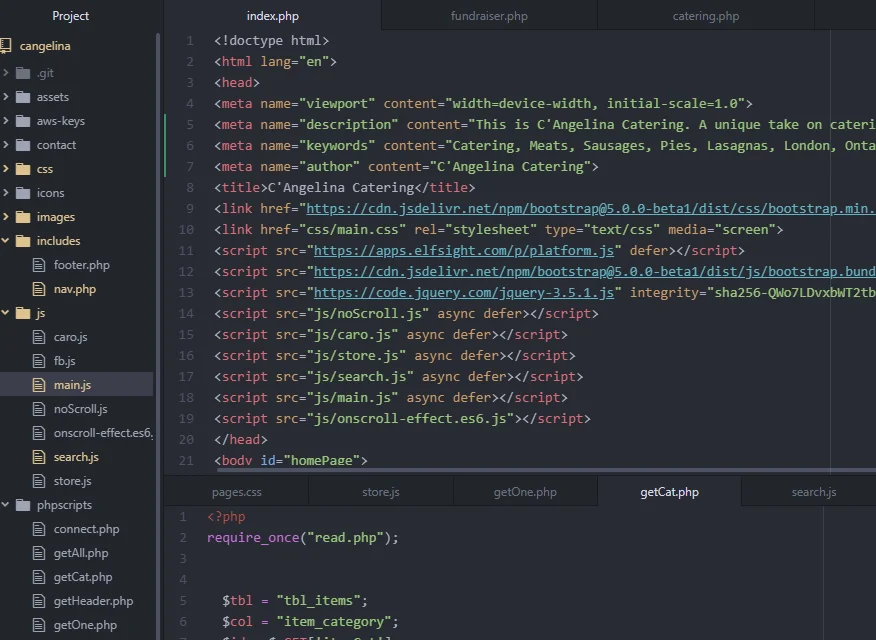 Project
cangelina
.git
assets
aws-keys
contact
css
icons
images
includes
footer.php
nav.php
js
caro.js
fb.js
main.js
noScroll.js
onscroll-effect.es6.
search.js
store.js
phpscripts
connect.php
getAll.php
getCat.php
getHeader.php
getOne.php
index.php fundraiser.php catering.php
1 <!doctype html>
2 <html lang="en">
3 <head>
4 <meta name="viewport" content="width=device-width, initial-scale=1.0">
5 <meta name="description" content="This is C'Angelina Catering. A unique take on cateri
6 <meta name="keywords" content="Catering, Meats, Sausages, Pies, Lasagnas, London, Onta
7 <meta name="author" content="C'Angelina Catering">
8 <title>C'Angelina Catering</title>
9 <link href="https://cdn.jsdelivr.net/npm/bootstrap@5.0.0-beta1/dist/css/bootstrap.min.
10 <link href="css/main.css" rel="stylesheet" type="text/css" media="screen">
11 <script src="https://apps.elfsight.com/p/platform.js" defer></script>
12 <script src="https://cdn.jsdelivr.net/npm/bootstrap@5.0.0-beta1/dist/js/bootstrap.bund
13 <script src="https://code.jquery.com/jquery-3.5.1.js" integrity="sha256-QWo7LDvxbWT2tb
14 <script src="js/noScroll.js" async defer></script>
15 <script src="js/caro.js" async defer></script>
16 <script src="js/store.js" async defer></script>
17 <script src="js/search.js" async defer></script>
18 <script src="js/main.js" async defer></script>
19 <script src="js/onscroll-effect.es6.js"></script>
20 </head>
21 <body id="homePage">
pages.css store.js getOne.php getCat.php search.js
1 <?php
2 require_once("read.php");
3
4
5 $tbl = "tbl_items";
6 $col = "item_category";